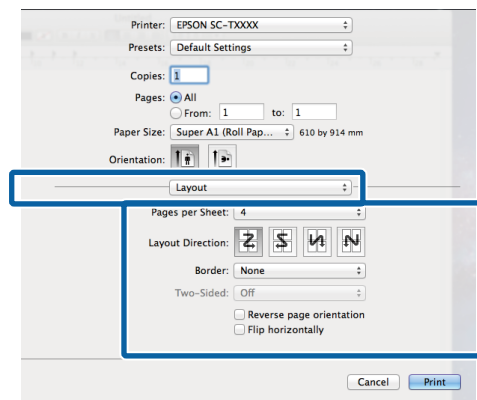 Printer: EPSON SC-TXXXX
Presets: Default Settings
Copies: 1
Pages: All
From: 1 to: 1
Paper Size: Super A1 (Roll Pap... 610 by 914 mm
Orientation:
Layout
Pages per Sheet: 4
Layout Direction:
Border: None
Two-Sided: Off
Reverse page orientation
Flip horizontally
Cancel Print